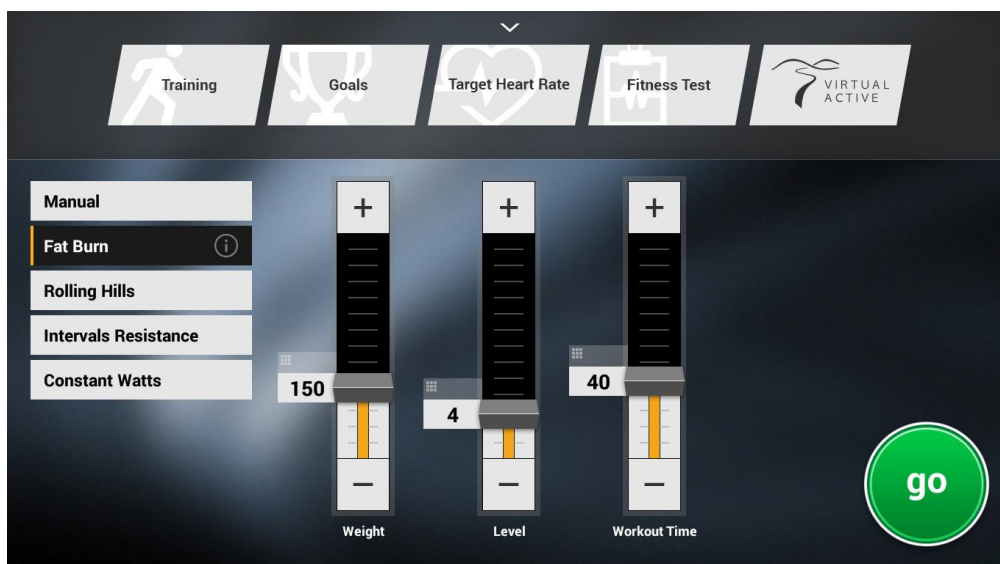 Training
Goals
Target Heart Rate
Fitness Test
VIRTUAL
ACTIVE
Manual
Fat Burn
Rolling Hills
Intervals Resistance
Constant Watts
+
+
+
150
4
40
−
−
−
Weight
Level
Workout Time
go